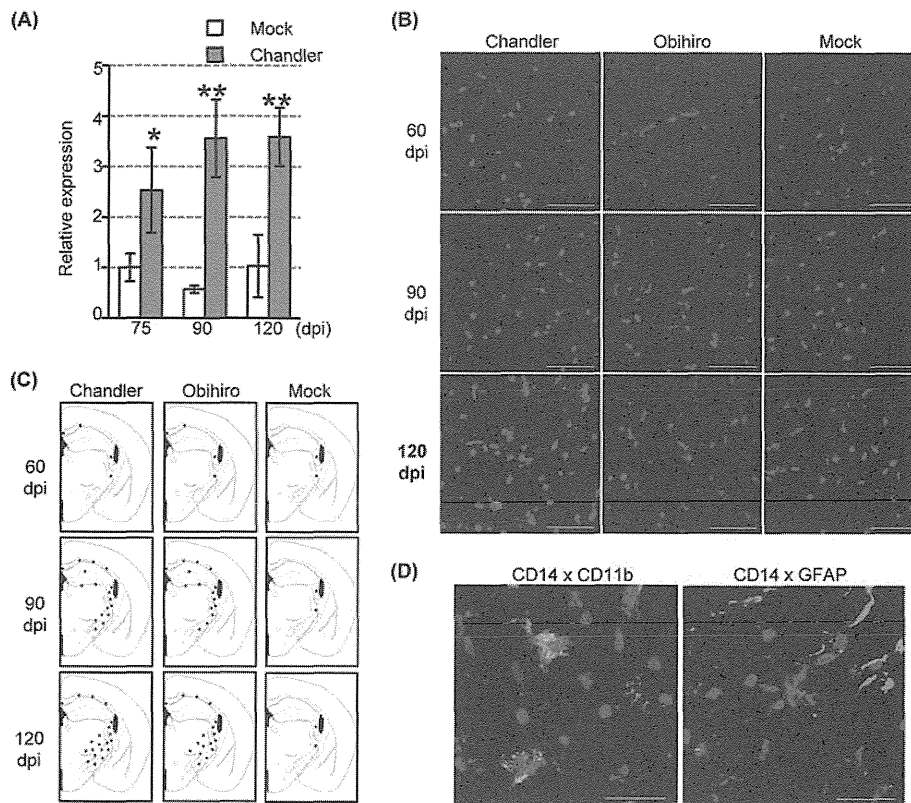 (A)
Mock
Chandler
Relative expression
5
4
3
2
1
0
*
**
**
75 90 120 (dpi)
(B)
Chandler Obihiro Mock
60
dpi
90
dpi
120
dpi
(C)
Chandler Obihiro Mock
60
dpi
90
dpi
120
dpi
(D)
CD14 x CD11b CD14 x GFAP